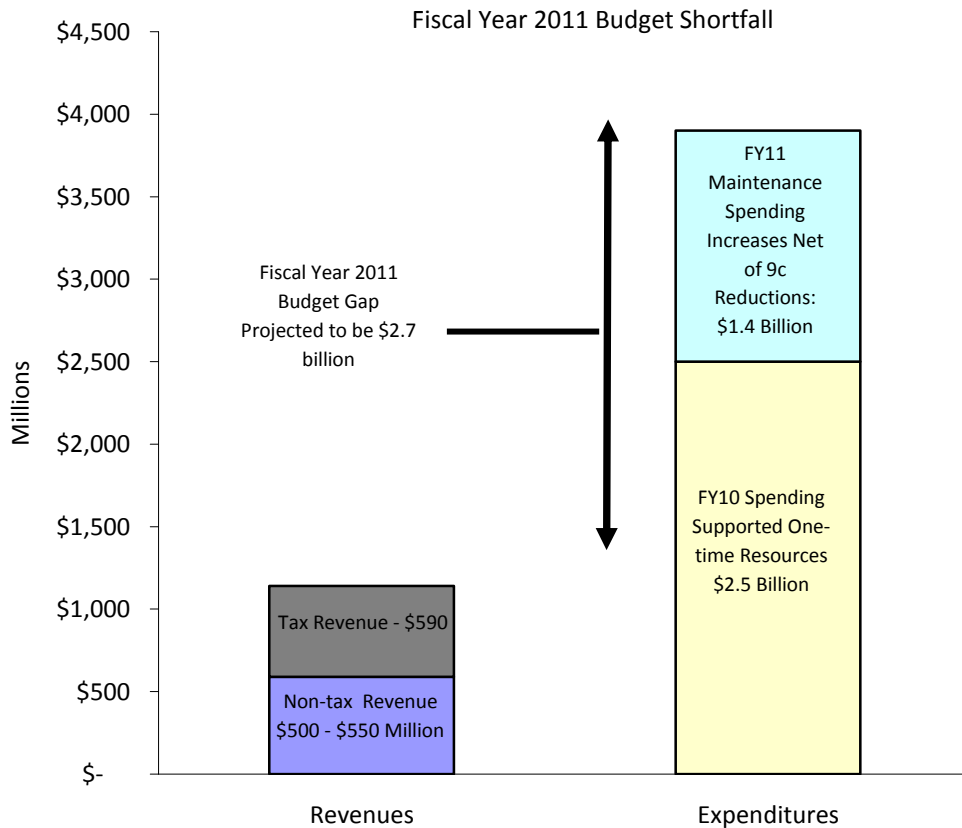 Fiscal Year 2011 Budget Shortfall
$4,500
$4,000
$3,500
$3,000
$2,500
$2,000
$1,500
$1,000
$500
$-
Millions
Fiscal Year 2011
Budget Gap
Projected to be $2.7
billion
FY11
Maintenance
Spending
Increases Net
of 9c
Reductions:
$1.4 Billion
FY10 Spending
Supported One-
time Resources
$2.5 Billion
Tax Revenue - $590
Non-tax Revenue
$500 - $550 Million
Revenues
Expenditures